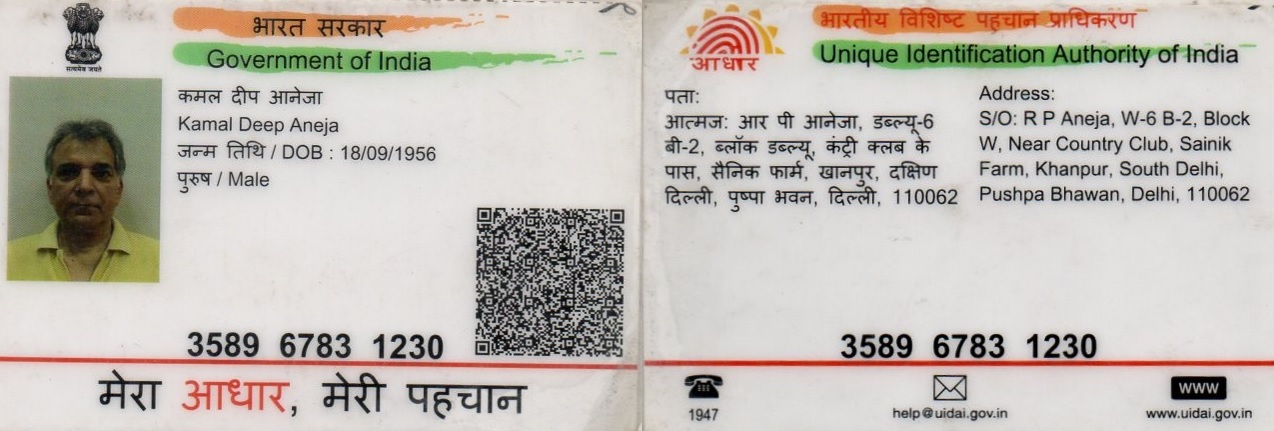 भारत सरकार
Government of India
सत्यमेव जयते
कमल दीप आनेजा
Kamal Deep Aneja
जन्म तिथि / DOB : 18/09/1956
पुरुष / Male
3589 6783 1230
मेरा आधार, मेरी पहचान
भारतीय विशिष्ट पहचान प्राधिकरण
Unique Identification Authority of India
आधार
पता:
आत्मज: आर पी आनेजा, डब्ल्यू-6
बी-2, ब्लॉक डब्ल्यू, कंट्री क्लब के
पास, सैनिक फार्म, खानपुर, दक्षिण
दिल्ली, पुष्पा भवन, दिल्ली, 110062
Address:
S/O: R P Aneja, W-6 B-2, Block
W, Near Country Club, Sainik
Farm, Khanpur, South Delhi,
Pushpa Bhawan, Delhi, 110062
3589 6783 1230
1947
help@uidai.gov.in
www
www.uidai.gov.in